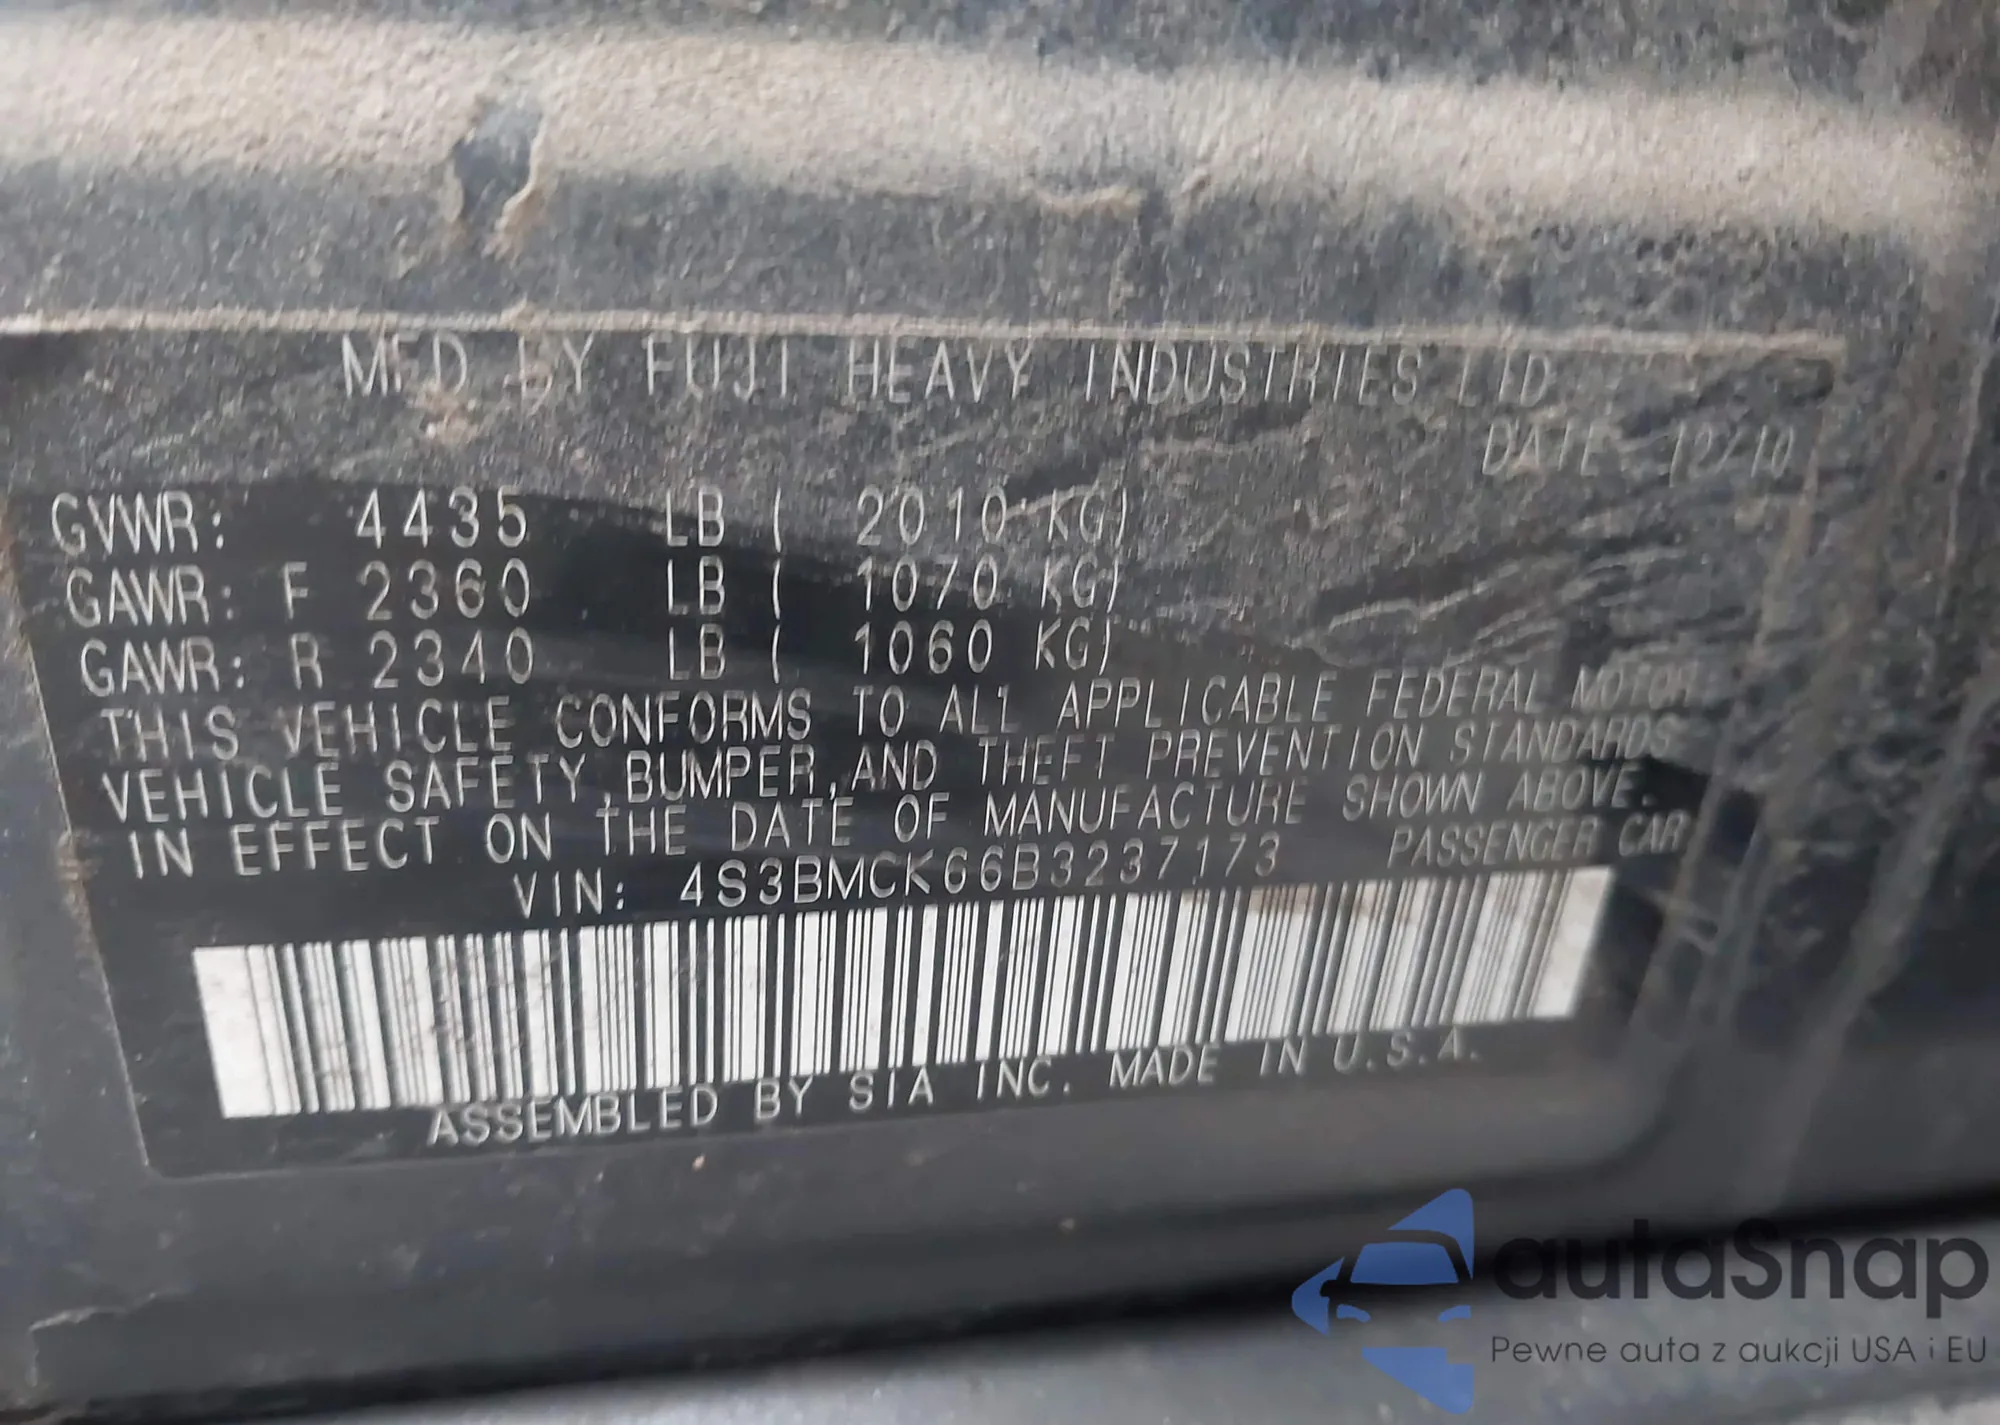 MFD BY FUJI HEAVY INDUSTRIES LTD
DATE 12/10
GVWR: 4435 LB ( 2010 KG)
GAWR: F 2360 LB ( 1070 KG)
GAWR: R 2340 LB ( 1060 KG)
THIS VEHICLE CONFORMS TO ALL APPLICABLE FEDERAL MOTOR
VEHICLE SAFETY,BUMPER,AND THEFT PREVENTION STANDARDS
IN EFFECT ON THE DATE OF MANUFACTURE SHOWN ABOVE.
VIN: 4S3BMCK66B3237173 PASSENGER CAR
ASSEMBLED BY SIA INC. MADE IN U.S.A.
autaSnap
Pewne auta z aukcji USA i EU